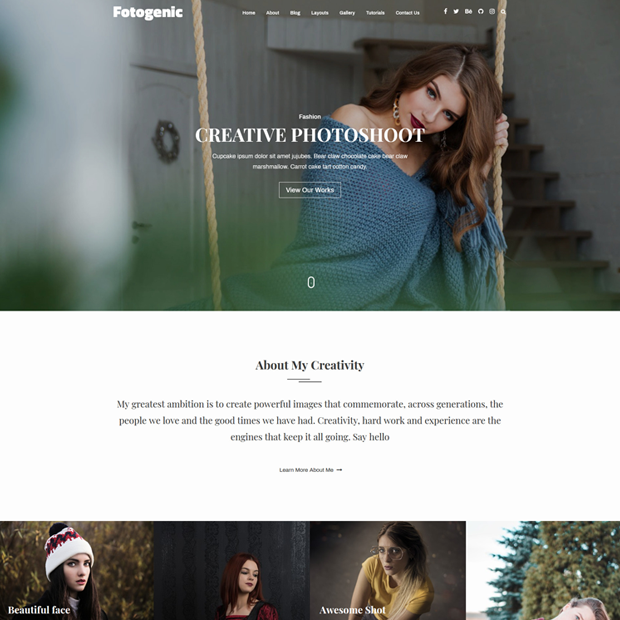 Fotogenic
Home About Blog Layouts Gallery Tutorials Contact Us
Fashion
CREATIVE PHOTOSHOOT
Cupcake ipsum dolor sit amet jujubes. Bear claw chocolate cake bear claw
marshmallow. Carrot cake tart cotton candy.
View Our Works
About My Creativity
My greatest ambition is to create powerful images that commemorate, across generations, the
people we love and the good times we have had. Creativity, hard work and experience are the
engines that keep it all going. Say hello
Learn More About Me
Beautiful face
Awesome Shot